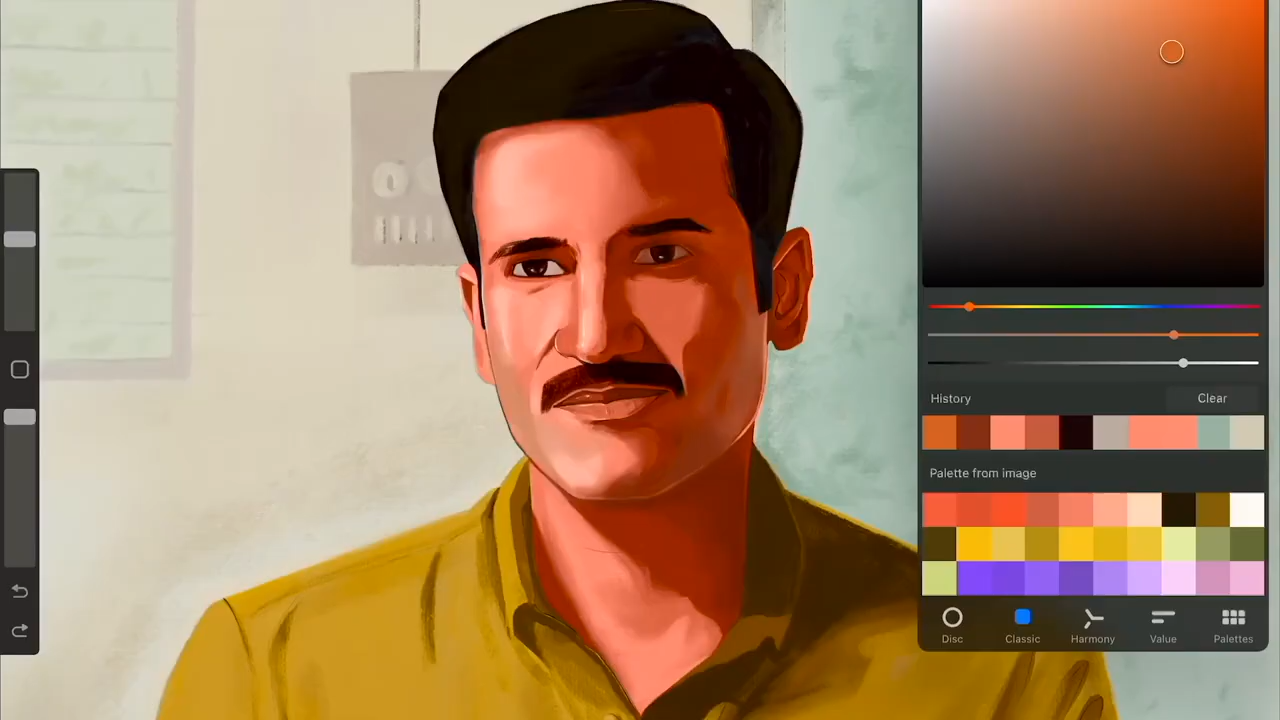 History
Clear
Palette from image
Disc
Classic
Harmony
Value
Palettes